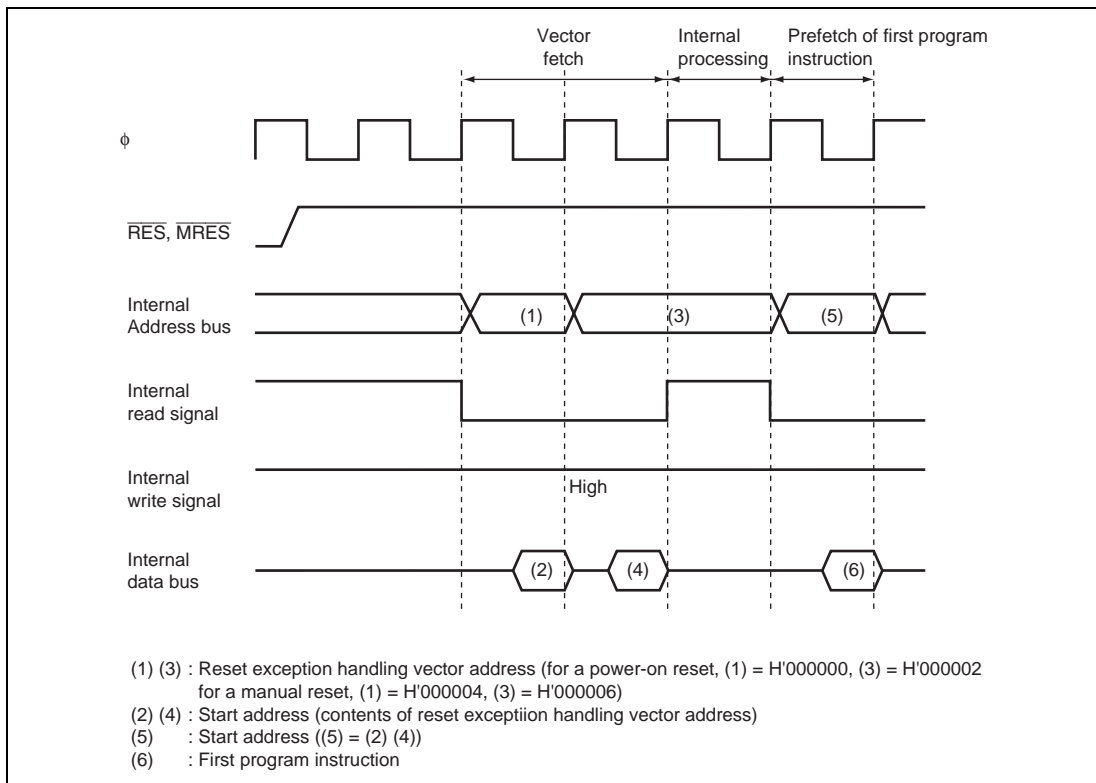 Vector fetch
Internal processing
Prefetch of first program instruction
ϕ
RES, MRES
Internal Address bus
(1)
(3)
(5)
Internal read signal
Internal write signal
High
Internal data bus
(2)
(4)
(6)
(1) (3) : Reset exception handling vector address (for a power-on reset, (1) = H'000000, (3) = H'000002
for a manual reset, (1) = H'000004, (3) = H'000006)
(2) (4) : Start address (contents of reset exceptiion handling vector address)
(5) : Start address ((5) = (2) (4))
(6) : First program instruction